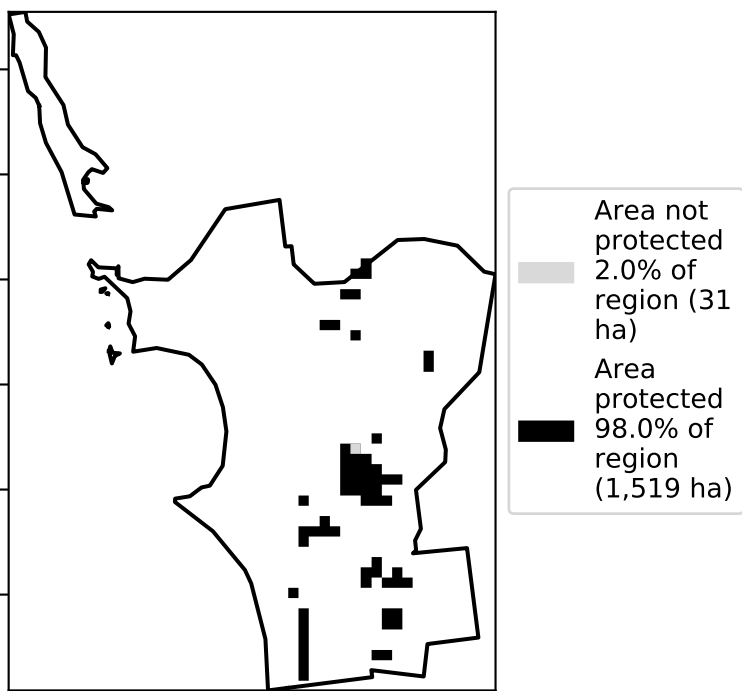 Area not
protected
2.0% of
region (31
ha)
Area
protected
98.0% of
region
(1,519 ha)